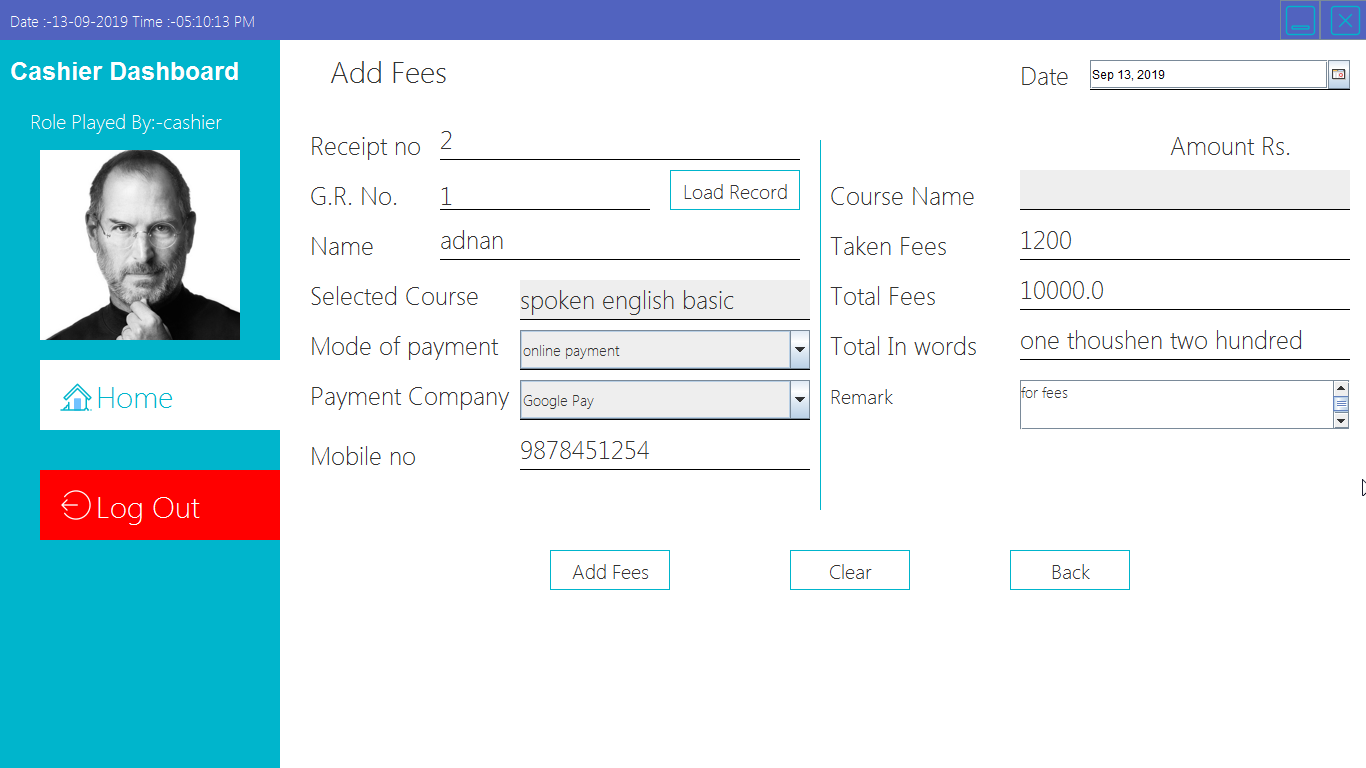 Date :-13-09-2019 Time :-05:10:13 PM
Cashier Dashboard
Role Played By:-cashier
Home
Log Out
Add Fees
Date Sep 13, 2019
Receipt no 2
G.R. No. 1 Load Record
Name adnan
Selected Course spoken english basic
Mode of payment online payment
Payment Company Google Pay
Mobile no 9878451254
Amount Rs.
Course Name
Taken Fees 1200
Total Fees 10000.0
Total In words one thoushen two hundred
Remark for fees
Add Fees Clear Back